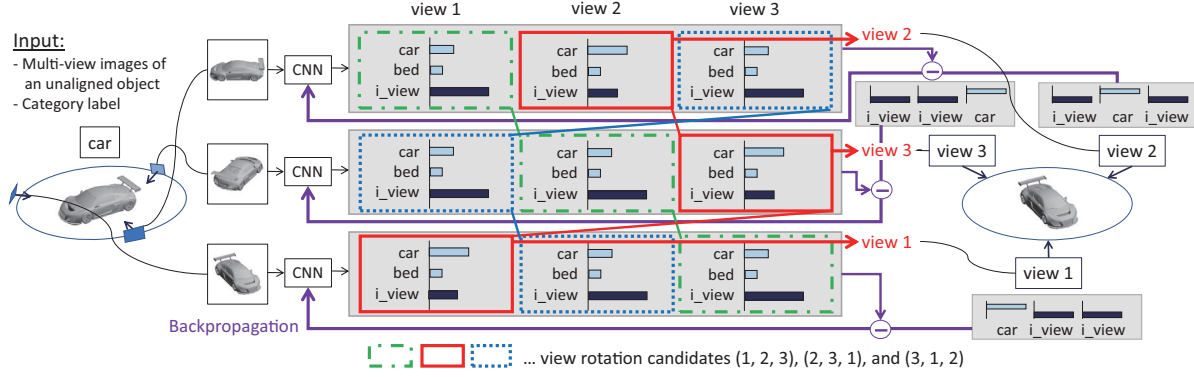 view 1 view 2 view 3
Input:
- Multi-view images of
an unaligned object
- Category label
car
CNN
car
bed
i_view
car
bed
i_view
car
bed
i_view
view 2
i_view i_view car
i_view car i_view
CNN
car
bed
i_view
car
bed
i_view
car
bed
i_view
view 3
view 3
view 2
CNN
car
bed
i_view
car
bed
i_view
car
bed
i_view
view 1
view 1
Backpropagation
car i_view i_view
... view rotation candidates (1, 2, 3), (2, 3, 1), and (3, 1, 2)